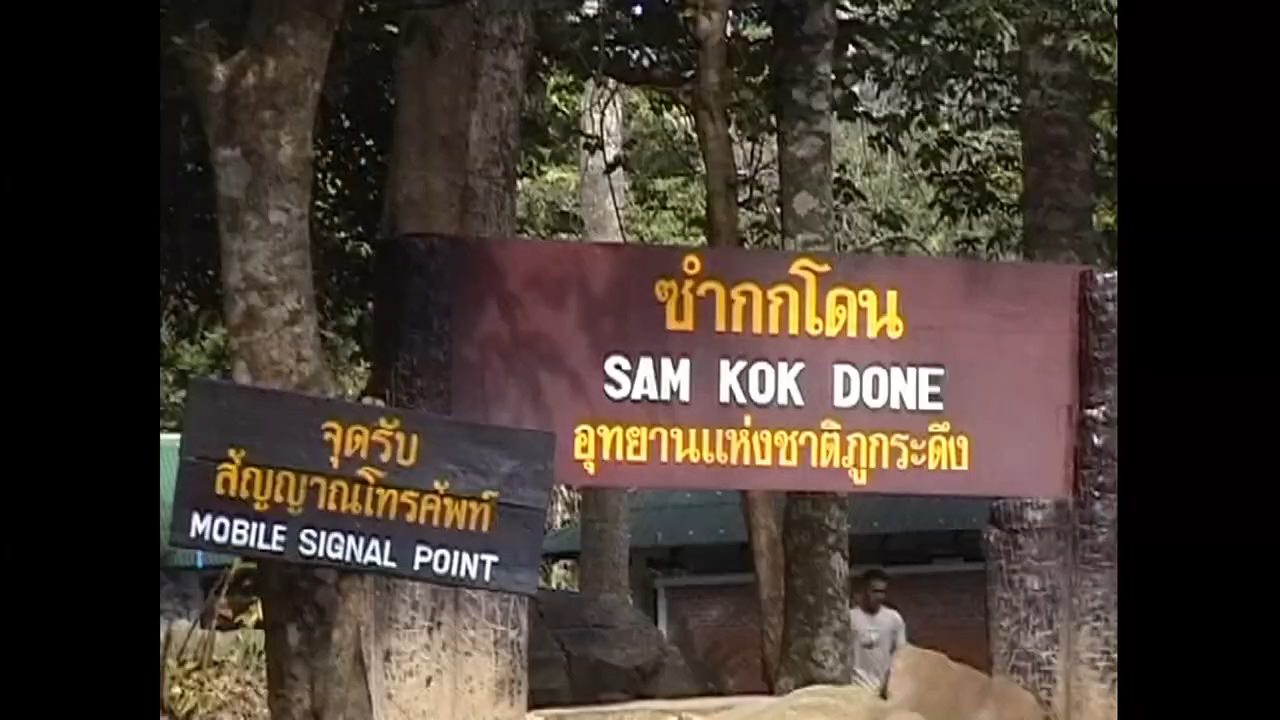 ซำกกโดน
SAM KOK DONE
อุทยานแห่งชาติภูกระดึง
จุดรับ
สัญญาณโทรศัพท์
MOBILE SIGNAL POINT